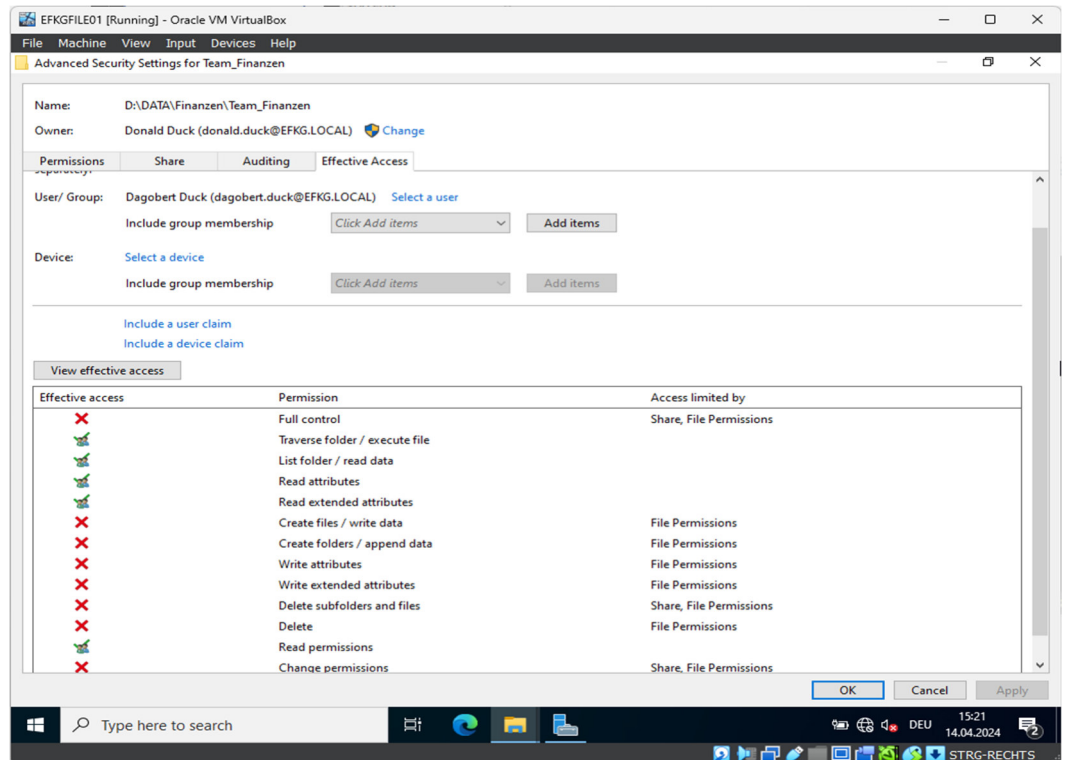 EFKGFILE01 [Running] - Oracle VM VirtualBox
File Machine View Input Devices Help
Advanced Security Settings for Team_Finanzen
Name: D:\DATA\Finanzen\Team_Finanzen
Owner: Donald Duck (donald.duck@EFKG.LOCAL) Change
Permissions Share Auditing Effective Access
separately.
User/ Group: Dagobert Duck (dagobert.duck@EFKG.LOCAL) Select a user
Include group membership Click Add items Add items
Device: Select a device
Include group membership Click Add items Add items
Include a user claim
Include a device claim
View effective access
Effective access Permission Access limited by
Full control Share, File Permissions
Traverse folder / execute file
List folder / read data
Read attributes
Read extended attributes
Create files / write data File Permissions
Create folders / append data File Permissions
Write attributes File Permissions
Write extended attributes File Permissions
Delete subfolders and files Share, File Permissions
Delete File Permissions
Read permissions
Change permissions Share, File Permissions
OK Cancel Apply
Type here to search DEU 15:21
14.04.2024 2
STRG-RECHTS